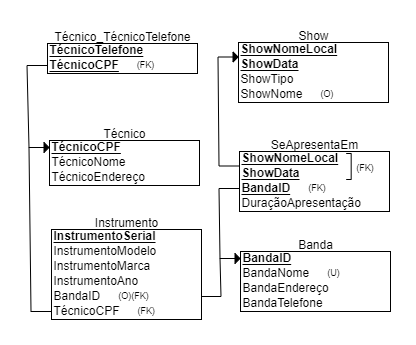 Técnico_TécnicoTelefone
TécnicoTelefone
TécnicoCPF (FK)
Técnico
TécnicoCPF
TécnicoNome
TécnicoEndereço
Instrumento
InstrumentoSerial
InstrumentoModelo
InstrumentoMarca
InstrumentoAno
BandaID (O)(FK)
TécnicoCPF (FK)
Show
ShowNomeLocal
ShowData
ShowTipo
ShowNome (O)
SeApresentaEm
ShowNomeLocal
(FK)
ShowData
BandaID (FK)
DuraçãoApresentação
Banda
BandaID
BandaNome (U)
BandaEndereço
BandaTelefone